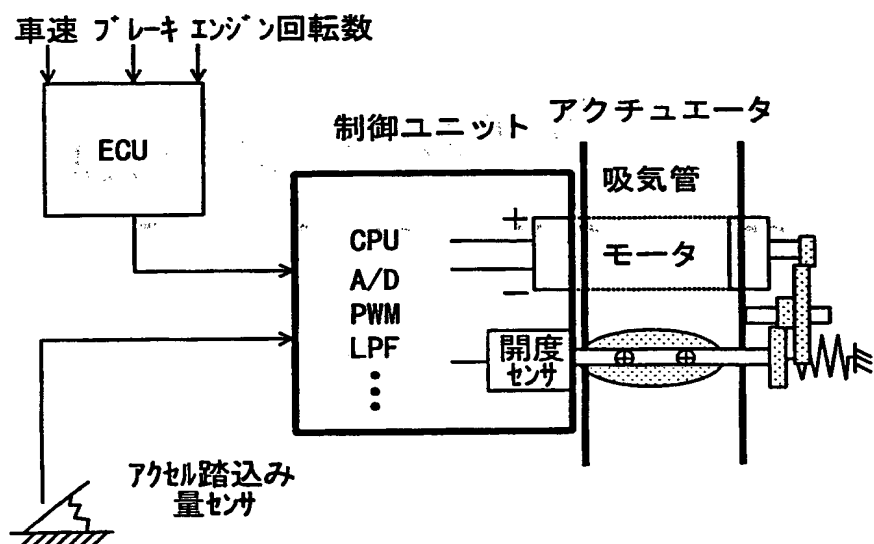 車速 ブレーキ エンジン回転数
ECU
制御ユニット
アクチュエータ
吸気管
CPU
A/D
PWM
LPF
+
モータ
−
開度
センサ
アクセル踏込み
量センサ